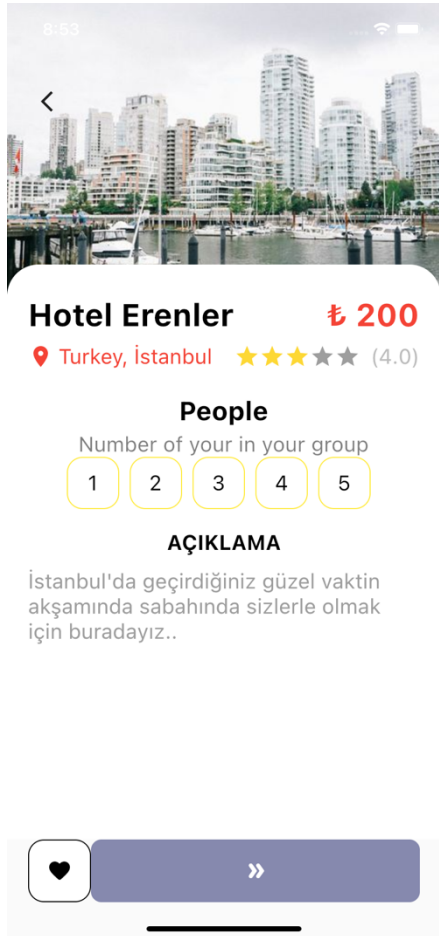 8:53
Hotel Erenler ₺ 200
Turkey, İstanbul (4.0)
People
Number of your in your group
1 2 3 4 5
AÇIKLAMA
İstanbul'da geçirdiğiniz güzel vaktin
akşamında sabahında sizlerle olmak
için buradayız..
»